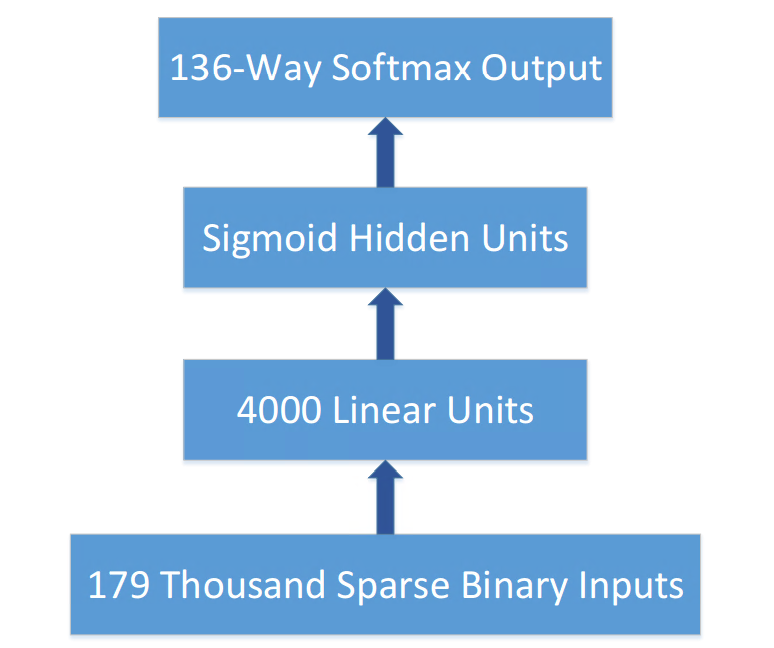 136-Way Softmax Output
Sigmoid Hidden Units
4000 Linear Units
179 Thousand Sparse Binary Inputs